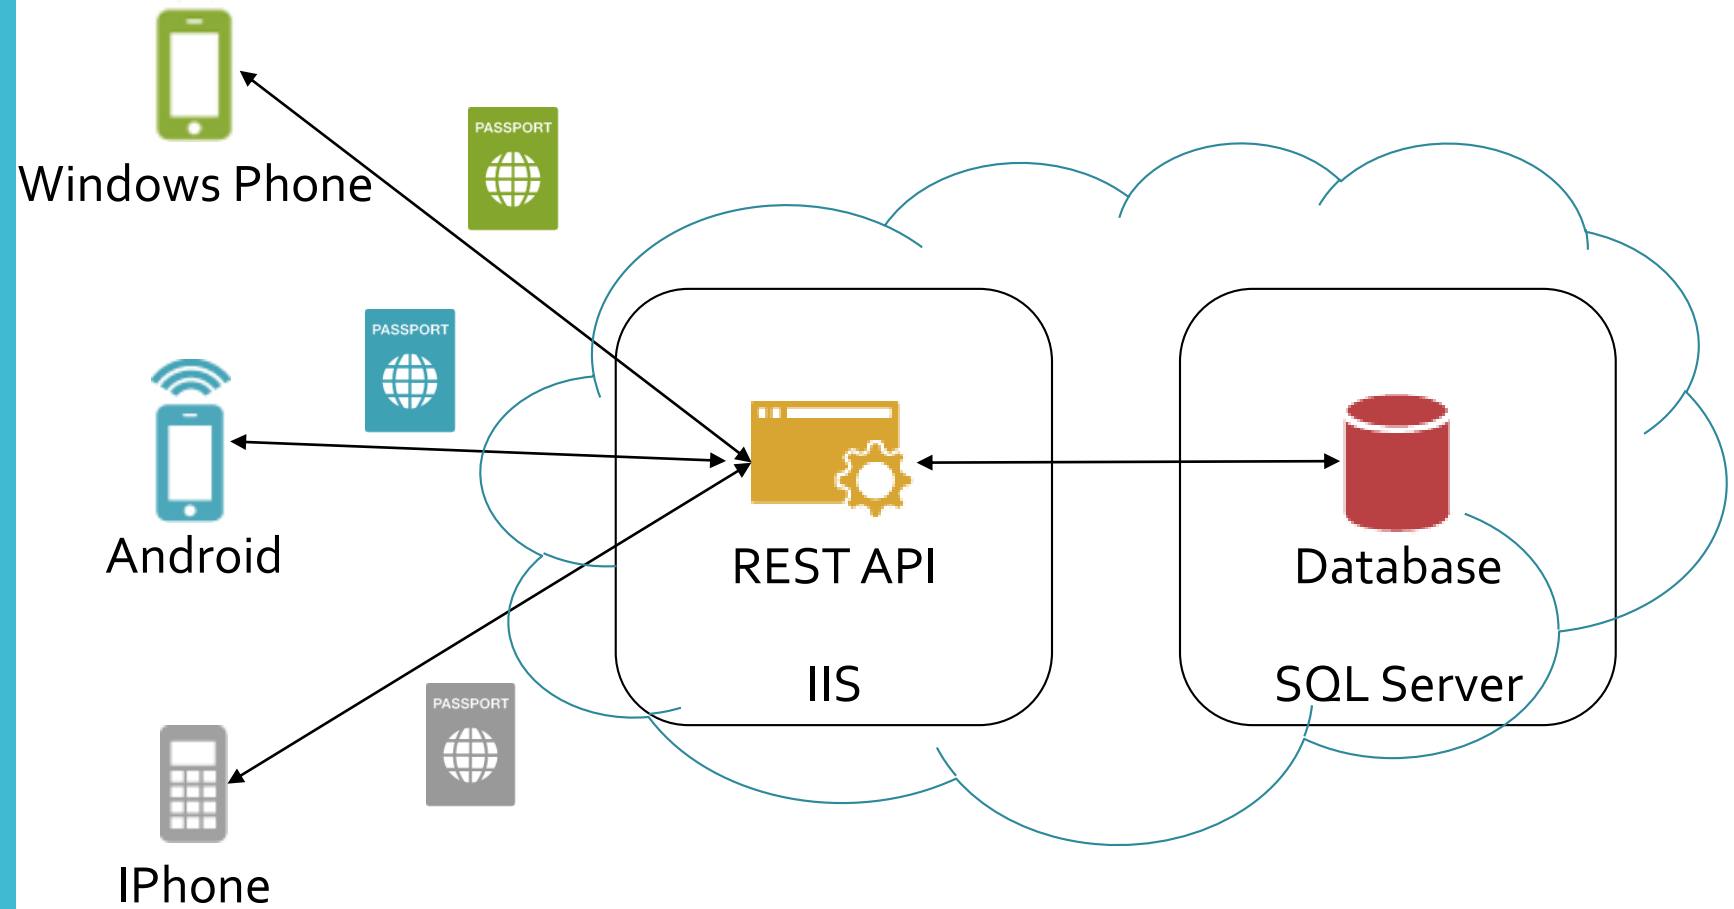 PASSPORT
Windows Phone
PASSPORT
Android
REST API
Database
IIS
SQL Server
PASSPORT
IPhone